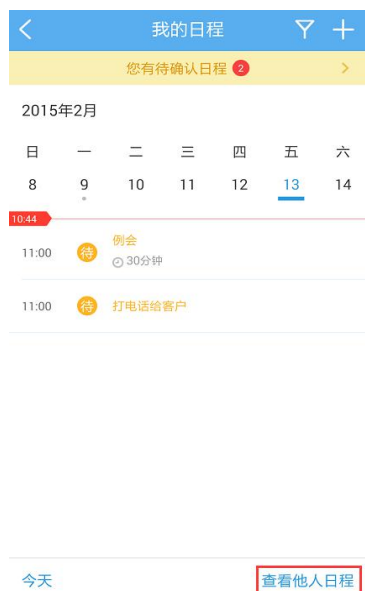 我的日程
您有待确认日程 2
2015年2月
日 一 二 三 四 五 六
8 9 10 11 12 13 14
10:44
例会
11:00 待
30分钟
11:00 待 打电话给客户
今天 查看他人日程